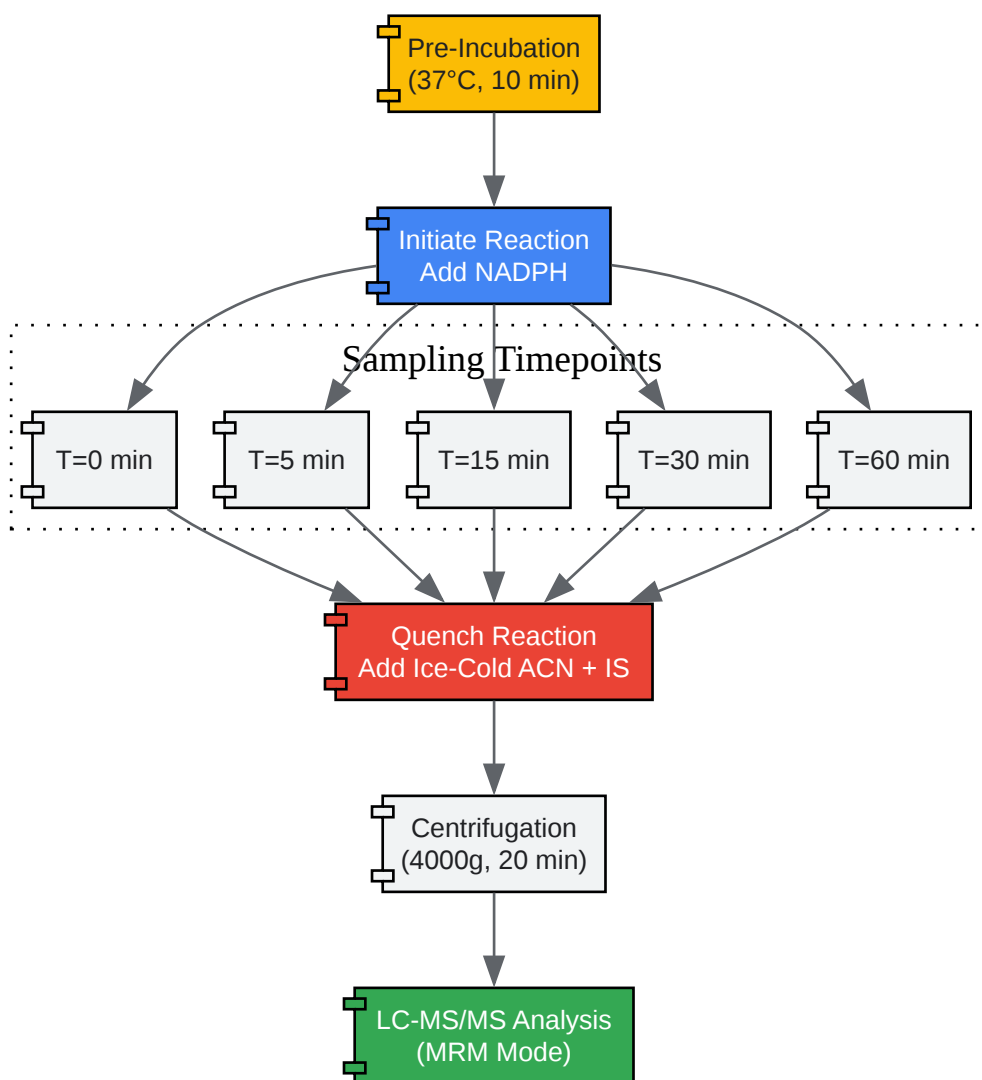 Pre-Incubation
(37°C, 10 min)
Initiate Reaction
Add NADPH
Sampling Timepoints
T=0 min
T=5 min
T=15 min
T=30 min
T=60 min
Quench Reaction
Add Ice-Cold ACN + IS
Centrifugation
(4000g, 20 min)
LC-MS/MS Analysis
(MRM Mode)